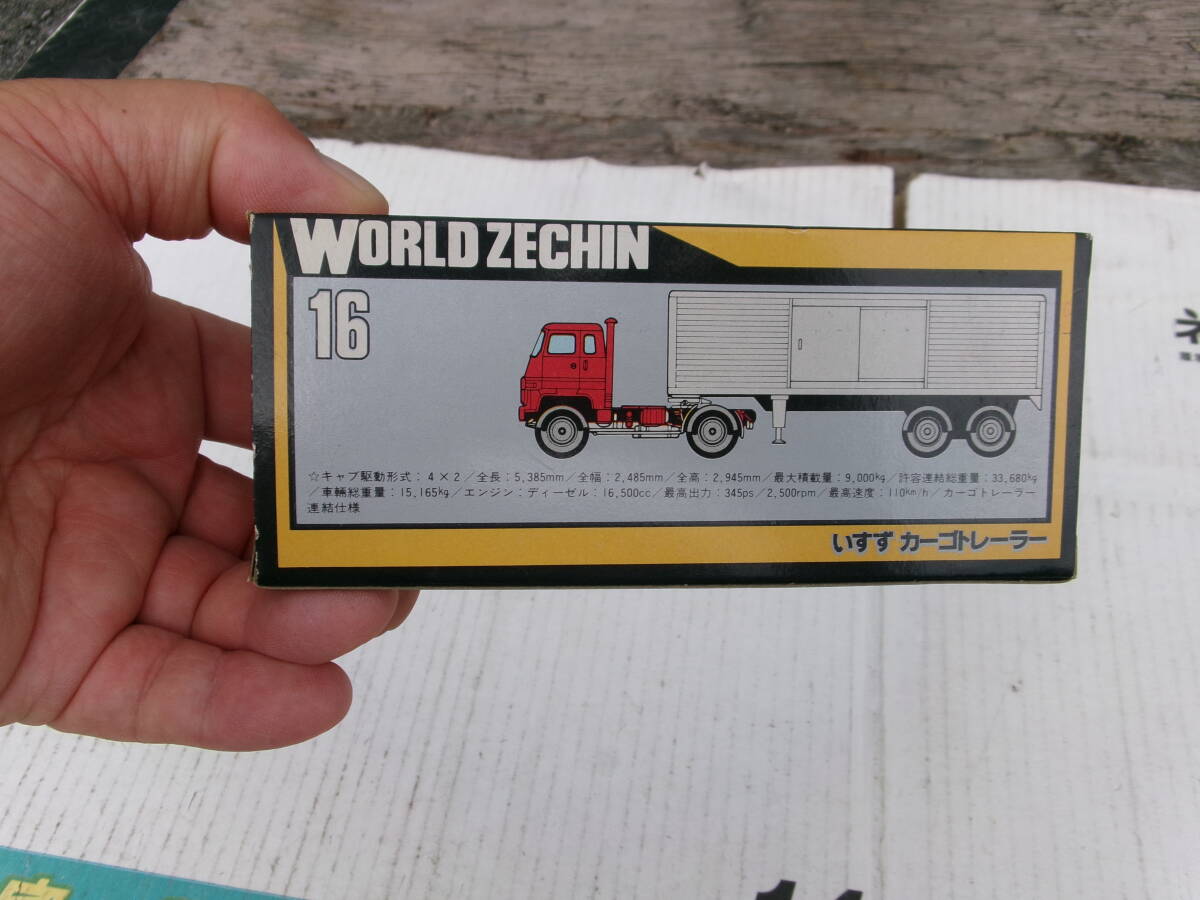 WORLD ZECHIN
16
☆キャブ駆動形式：4×2／全長：5,385mm／全幅：2,485mm／全高：2,945mm／最大積載量：9,000kg／許容連結総重量：33,680kg
／車輛総重量：15,165kg／エンジン：ディーゼル：16,500cc／最高出力：345ps／2,500rpm／最高速度：110km/h／カーゴトレーラー
連結仕様
いすゞ カーゴトレーラー